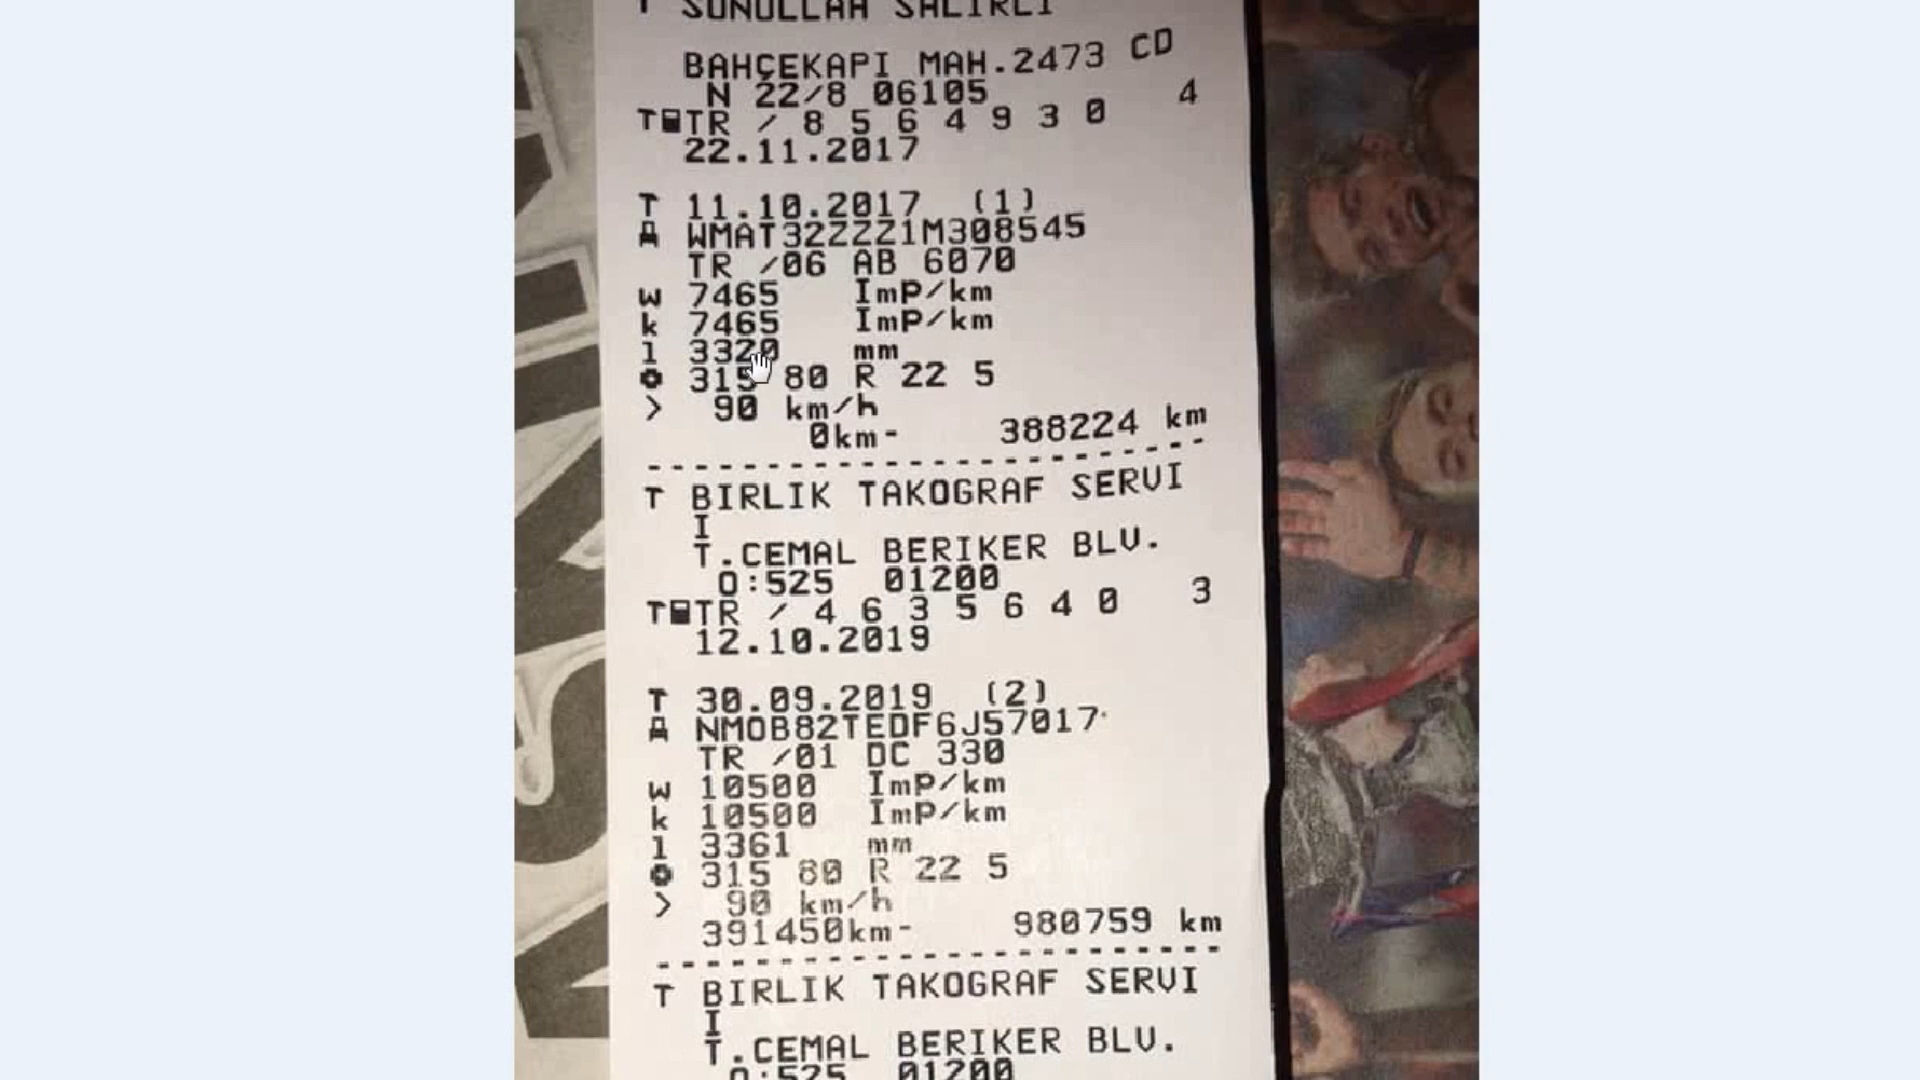 T SUNULLAH SALIRLI
BAHÇEKAPI MAH.2473 CD
N 22/8 06105
T TR / 8 5 6 4 9 3 0 4
22.11.2017
T 11.10.2017 (1)
A WMAT32ZZZ1M308545
TR /06 AB 6070
w 7465 Imp/km
k 7465 Imp/km
l 3320 mm
315 80 R 22 5
> 90 km/h
0km- 388224 km
T BIRLIK TAKOGRAF SERVI
I
T.CEMAL BERIKER BLV.
O:525 01200
T TR / 4 6 3 5 6 4 0 3
12.10.2019
T 30.09.2019 (2)
A NMOB82TEDF6J57017
TR /01 DC 330
w 10500 Imp/km
k 10500 Imp/km
l 3361 mm
315 80 R 22 5
> 90 km/h
391450km- 980759 km
T BIRLIK TAKOGRAF SERVI
I
T.CEMAL BERIKER BLV.
O:525 01200